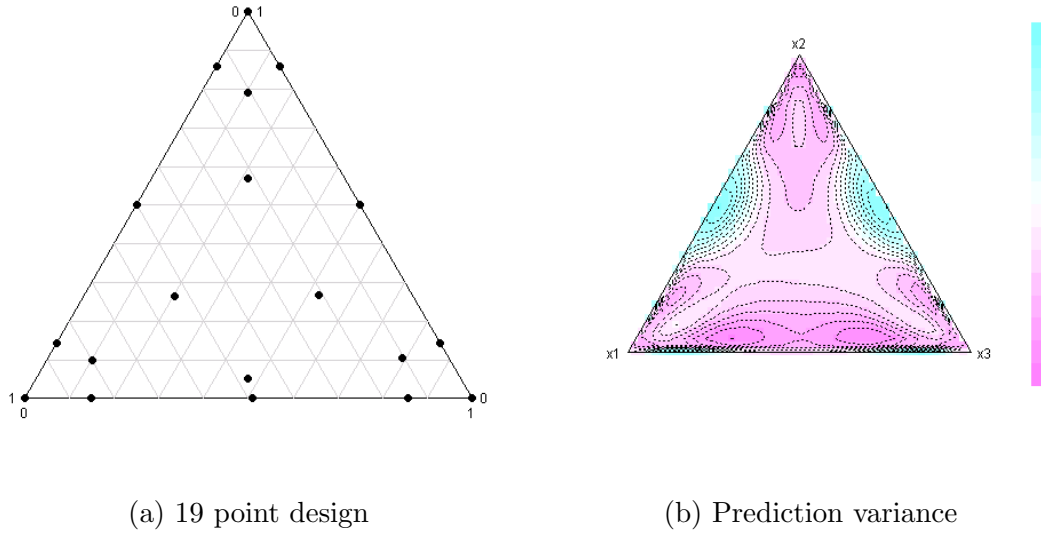 0 1
x2
x1 x3
1 0
0 1
(a) 19 point design
(b) Prediction variance